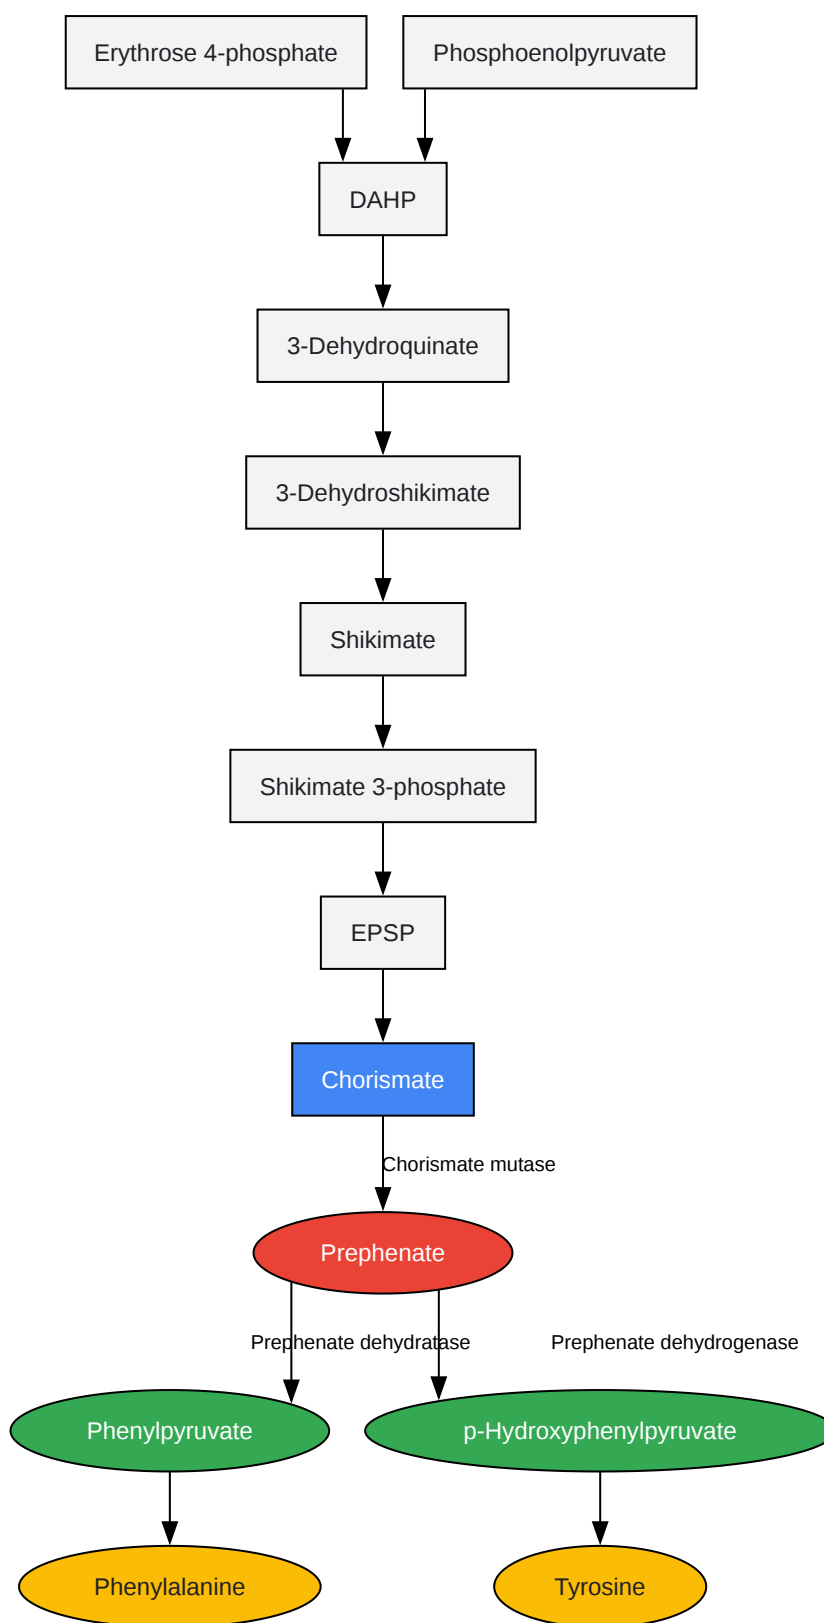 Erythrose 4-phosphate
Phosphoenolpyruvate
DAHP
3-Dehydroquinate
3-Dehydroshikimate
Shikimate
Shikimate 3-phosphate
EPSP
Chorismate
Chorismate mutase
Prephenate
Prephenate dehydratase
Prephenate dehydrogenase
Phenylpyruvate
p-Hydroxyphenylpyruvate
Phenylalanine
Tyrosine